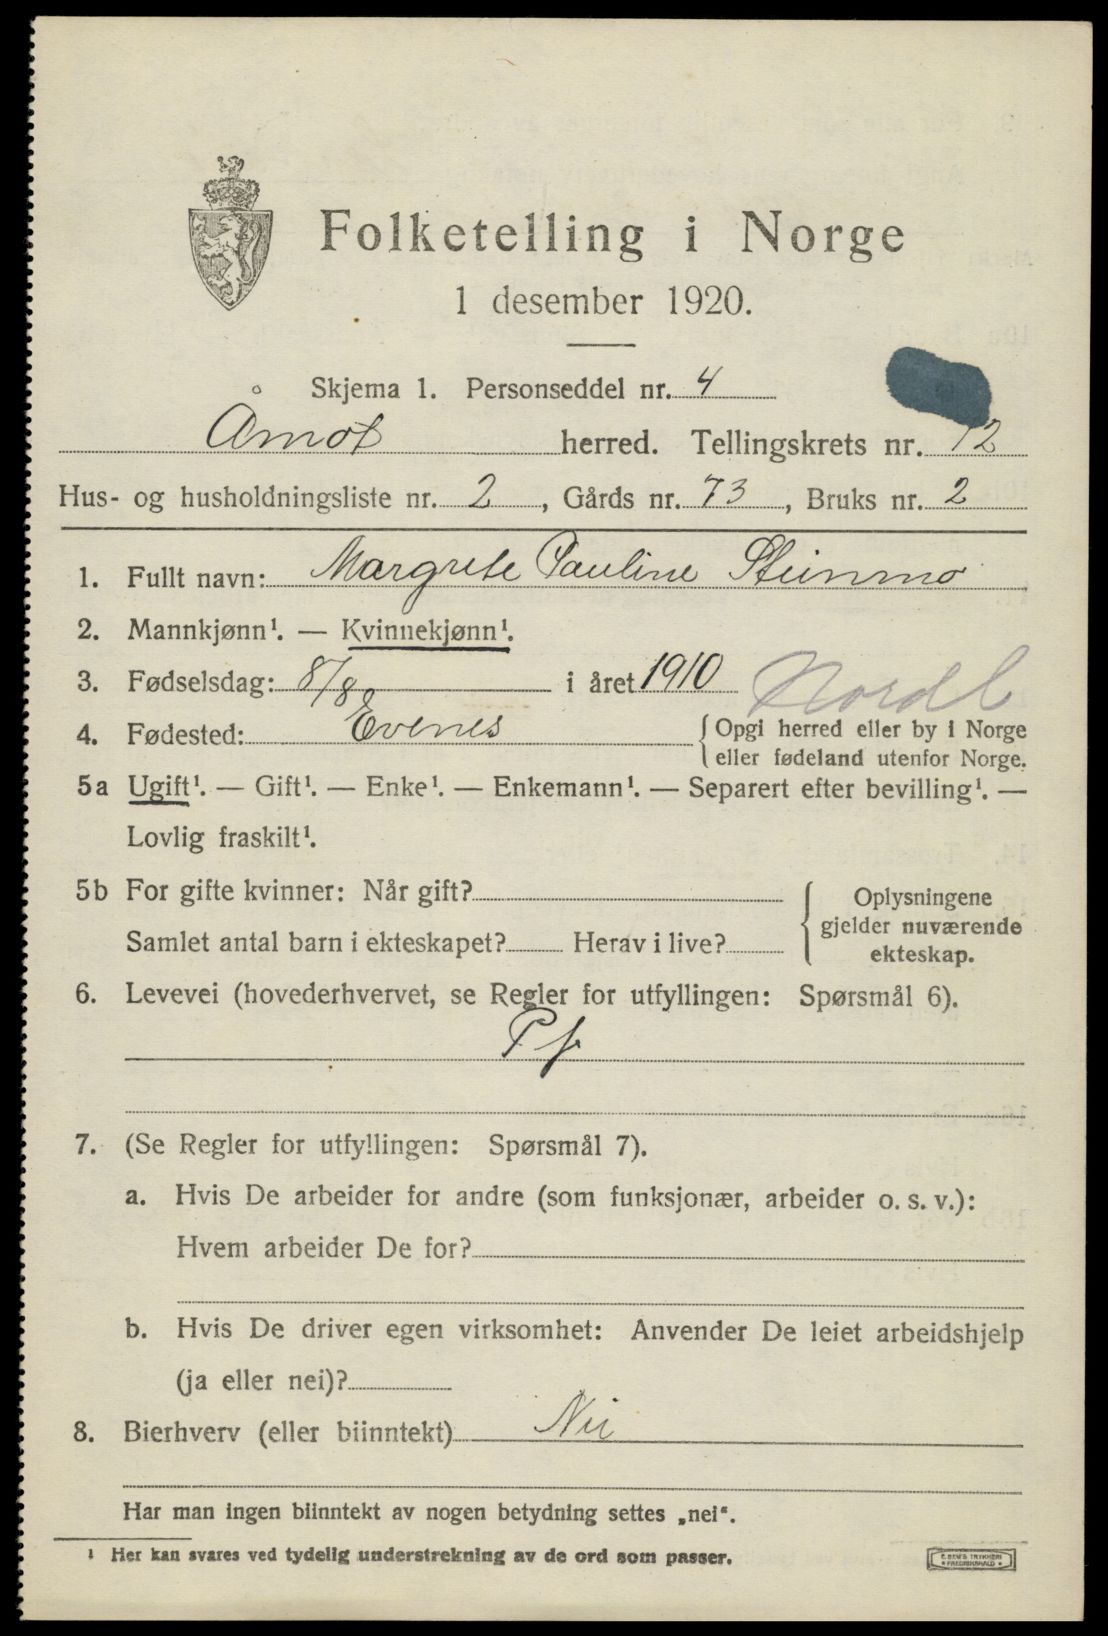 Folketelling i Norge
1 desember 1920.
Skjema 1. Personseddel nr. 4
Åmot herred. Tellingskrets nr. 12
Hus- og husholdningsliste nr. 2, Gårds nr. 73, Bruks nr. 2
1. Fullt navn: Margrete Pauline Steinmo
2. Mannkjønn¹. — Kvinnekjønn¹.
3. Fødselsdag: 8/8 i året 1910 Nordl
4. Fødested: Evenes { Opgi herred eller by i Norge
eller fødeland utenfor Norge.
5a Ugift¹. — Gift¹. — Enke¹. — Enkemann¹. — Separert efter bevilling¹. —
Lovlig fraskilt¹.
5b For gifte kvinner: Når gift?
Samlet antal barn i ekteskapet? Herav i live?
{ Oplysningene
gjelder nuværende
ekteskap.
6. Levevei (hovederhvervet, se Regler for utfyllingen: Spørsmål 6).
Pf
7. (Se Regler for utfyllingen: Spørsmål 7).
a. Hvis De arbeider for andre (som funksjonær, arbeider o. s. v.):
Hvem arbeider De for?
b. Hvis De driver egen virksomhet: Anvender De leiet arbeidshjelp
(ja eller nei)?
8. Bierhverv (eller biinntekt) Nei
Har man ingen biinntekt av nogen betydning settes „nei“.
¹ Her kan svares ved tydelig understrekning av de ord som passer.
E. SEM'S TRYKKERI
• FREDRIKSHALD •